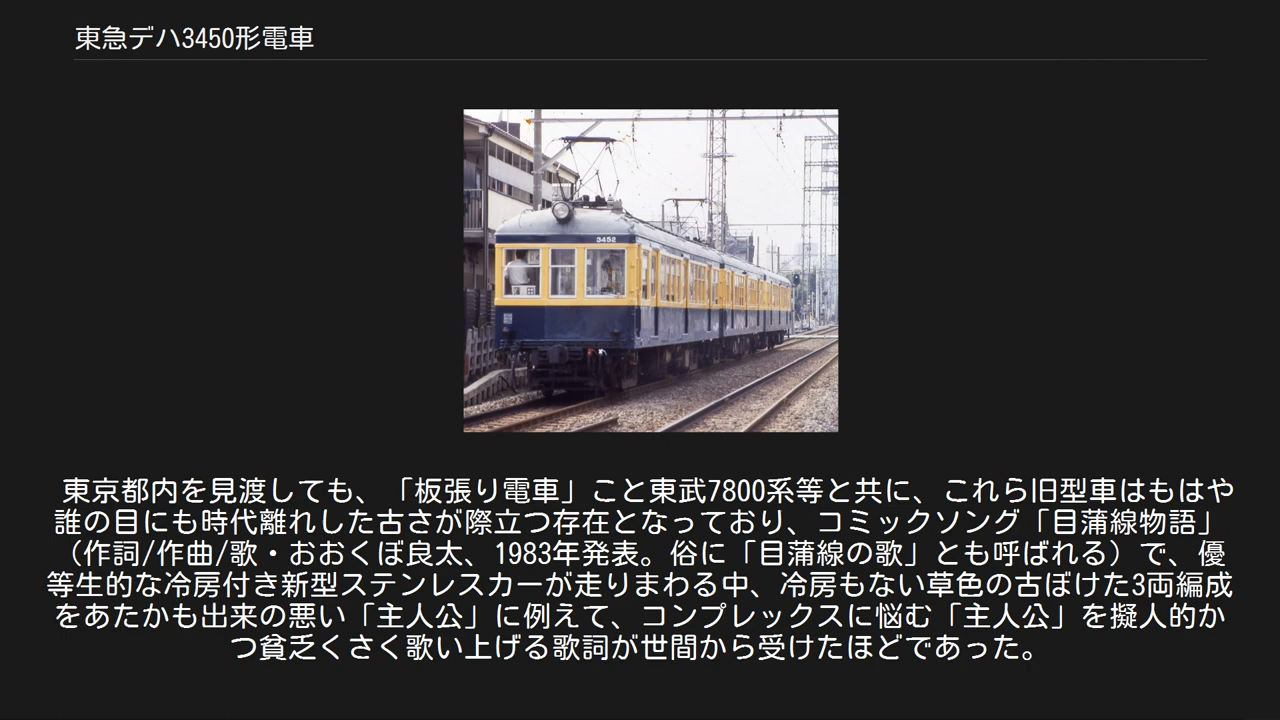 東急デハ3450形電車
3452
東京都内を見渡しても、「板張り電車」こと東武7800系等と共に、これら旧型車はもはや
誰の目にも時代離れした古さが際立つ存在となっており、コミックソング「目蒲線物語」
（作詞/作曲/歌・おおくぼ良太、1983年発表。俗に「目蒲線の歌」とも呼ばれる）で、優
等生的な冷房付き新型ステンレスカーが走りまわる中、冷房もない草色の古ぼけた3両編成
をあたかも出来の悪い「主人公」に例えて、コンプレックスに悩む「主人公」を擬人的か
つ貧乏くさく歌い上げる歌詞が世間から受けたほどであった。